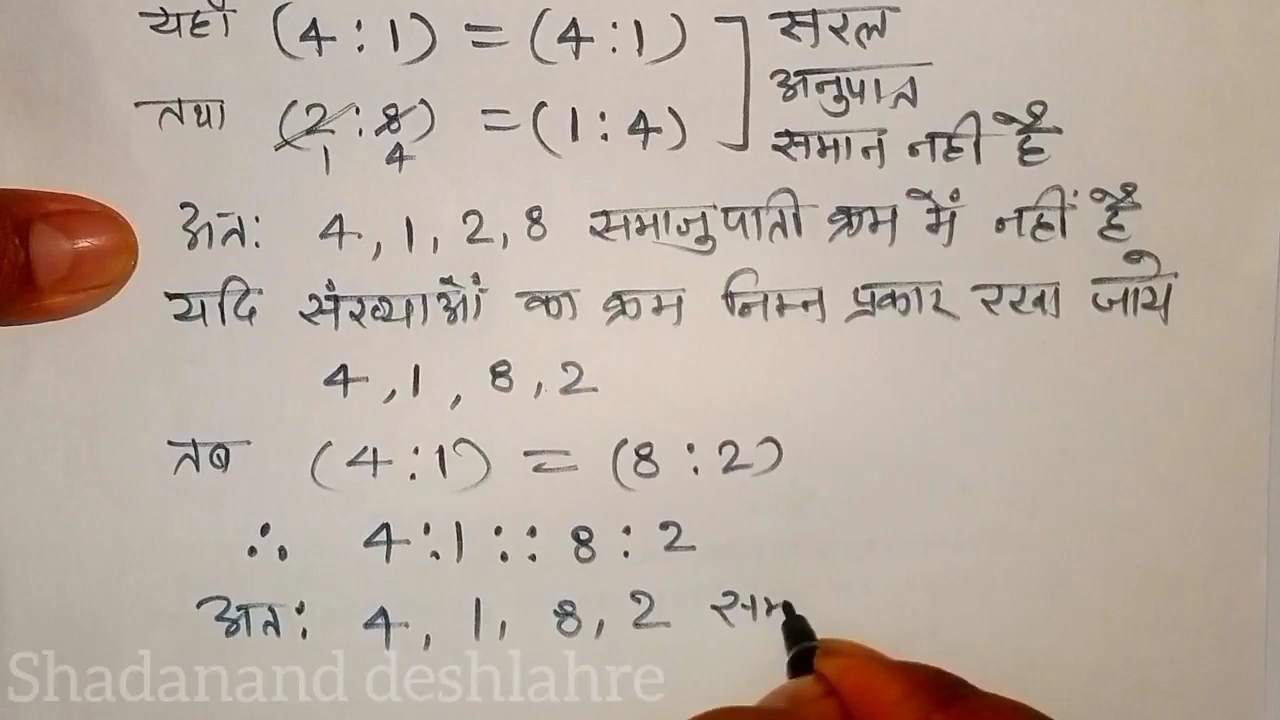 यहाँ (4 : 1) = (4 : 1) ] सरल
अनुपात
तथा (2 : 8) = (1 : 4)
1 4
समान नही है
अतः 4, 1, 2, 8 समानुपाती क्रम में नहीं है
यदि संख्याओं का क्रम निम्न प्रकार रखा जाये
4, 1, 8, 2
तब (4 : 1) = (8 : 2)
∴ 4 : 1 :: 8 : 2
अतः 4, 1, 8, 2 सम
Shadanand deshlahre